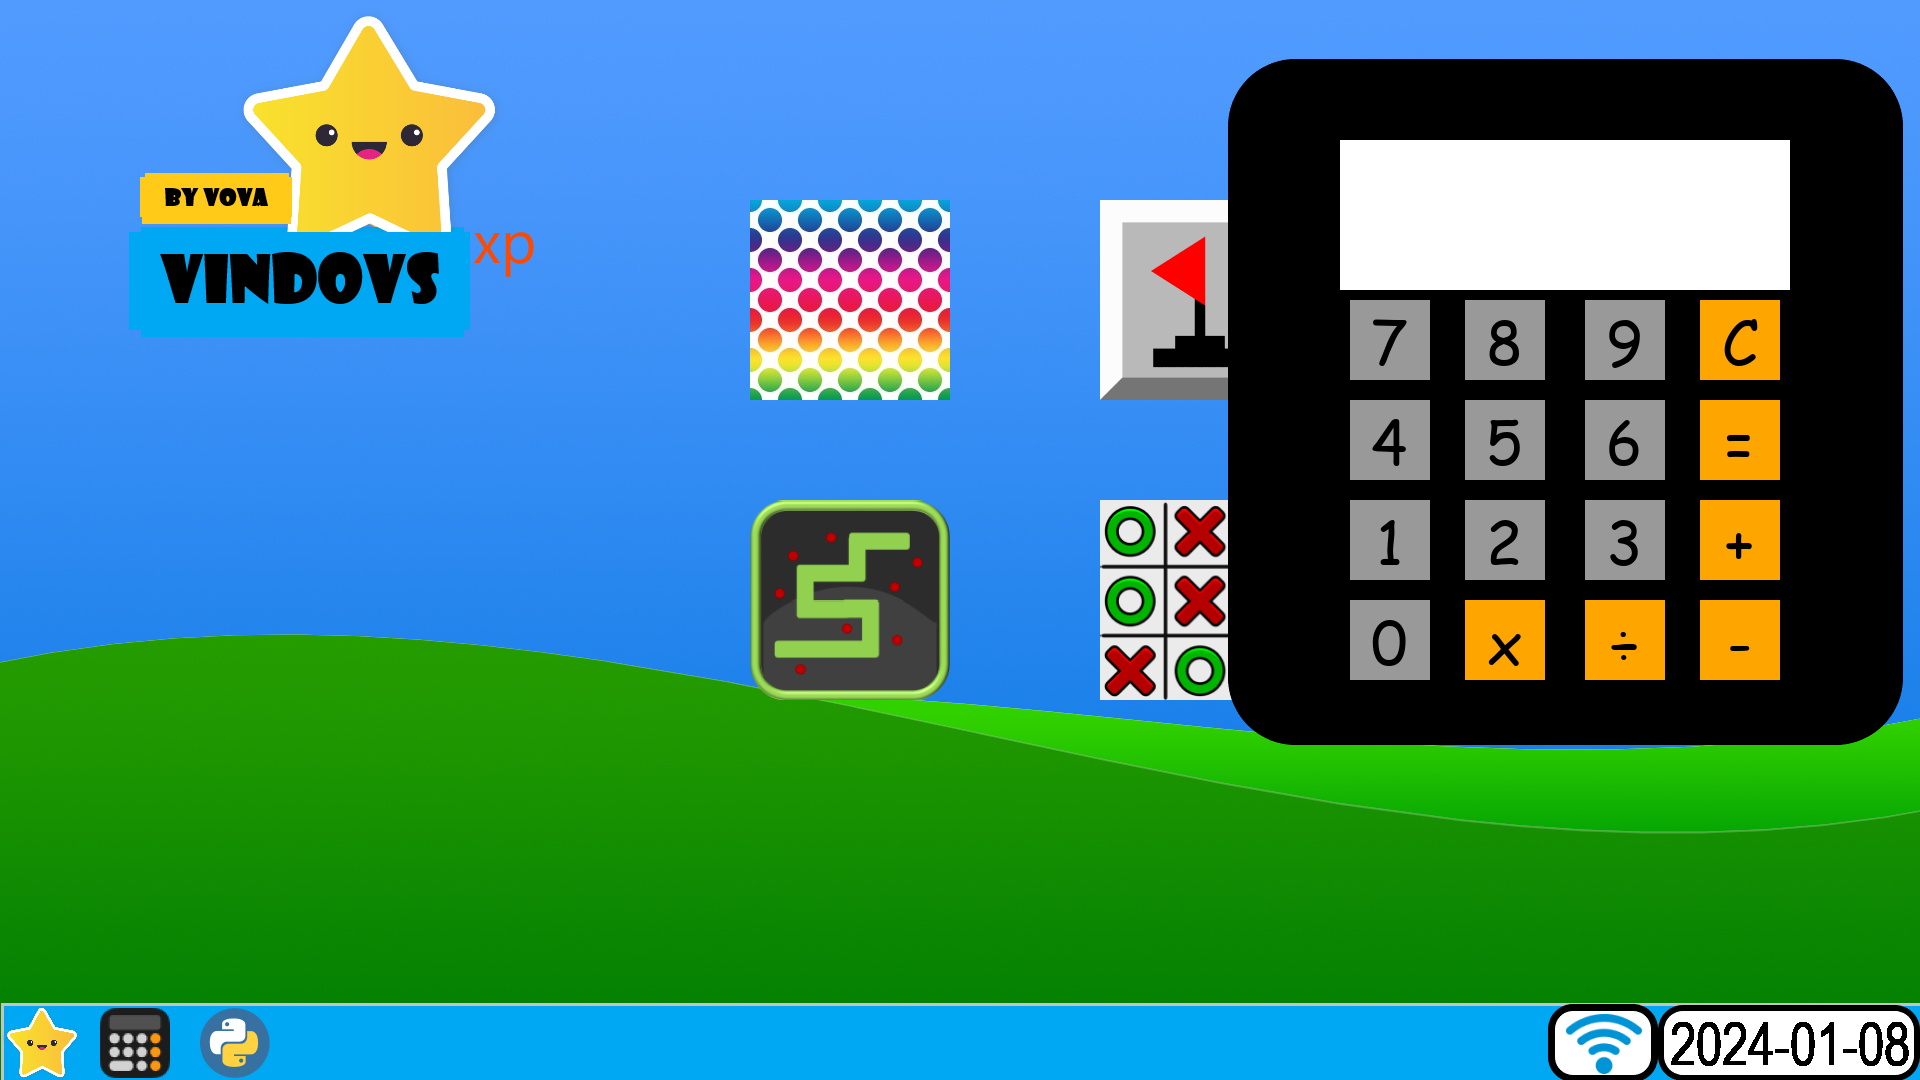 BY VOVA
VINDOVS
xp
7 8 9 C
4 5 6 =
1 2 3 +
0 x ÷ -
2024-01-08